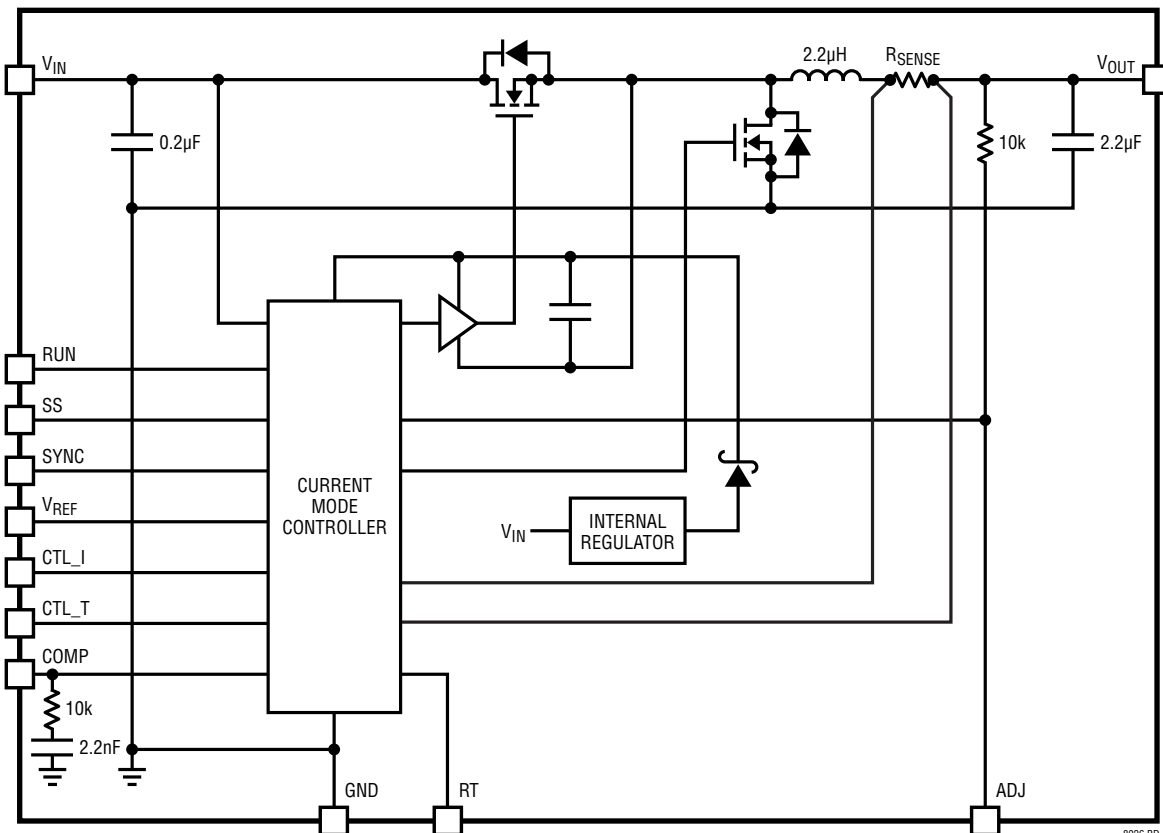 VIN
2.2µH
RSENSE
VOUT
0.2µF
10k
2.2µF
RUN
SS
SYNC
VREF
CTL_I
CTL_T
COMP
CURRENT
MODE
CONTROLLER
VIN
INTERNAL
REGULATOR
10k
2.2nF
GND
RT
ADJ